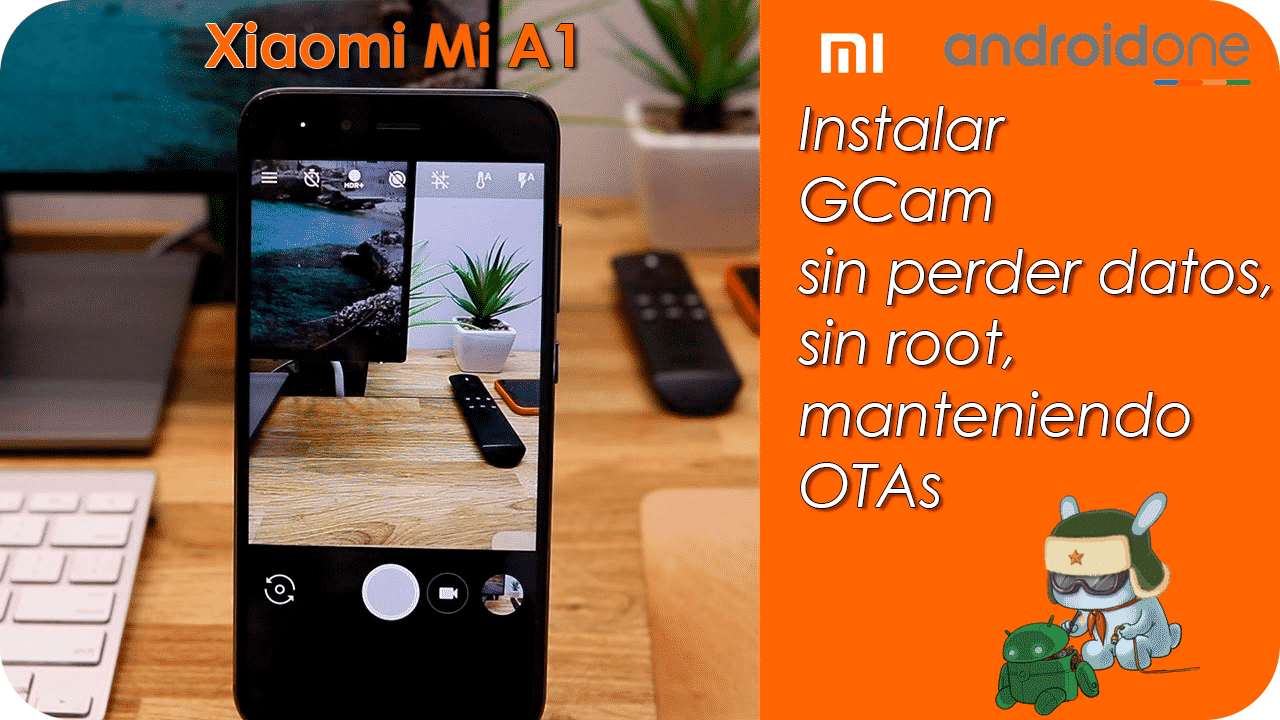 Xiaomi Mi A1
mi androidone
Instalar
GCam
sin perder datos,
sin root,
manteniendo
OTAs
HDR+
A
A